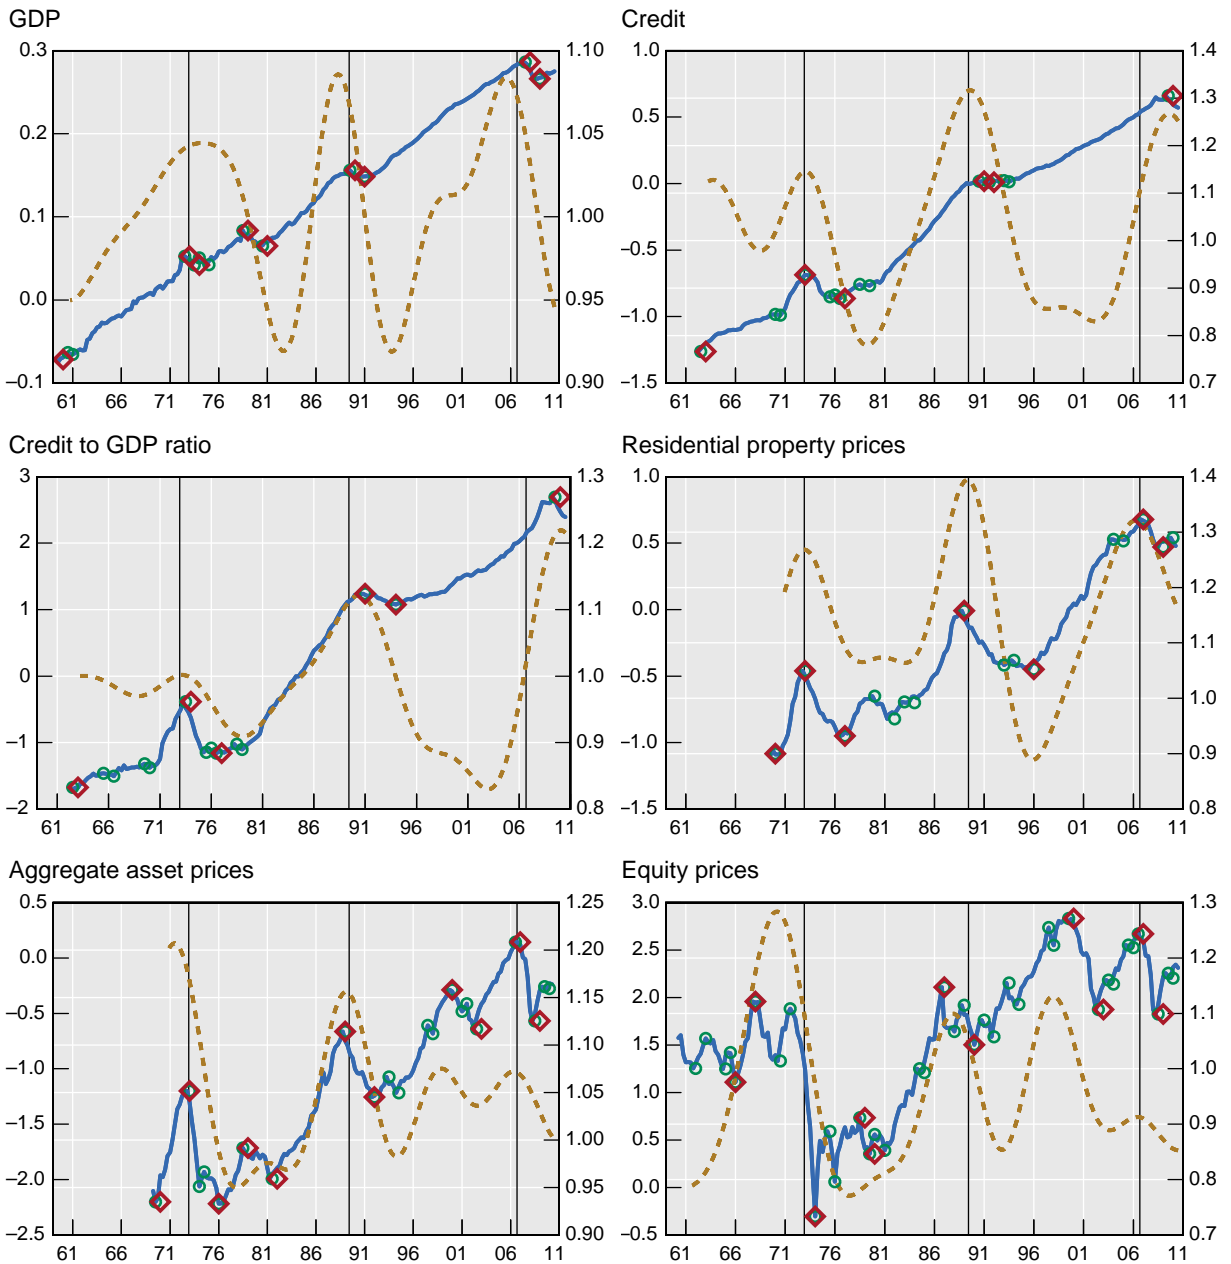 GDP
Credit
0.3 1.10 1.0 1.4
0.5 1.3
0.2 1.05
1.2
0.0
1.1
0.1 1.00
–0.5 1.0
0.9
0.0 0.95
–1.0
0.8
–0.1 0.90 –1.5 0.7
61 66 71 76 81 86 91 96 01 06 11 61 66 71 76 81 86 91 96 01 06 11
Credit to GDP ratio
Residential property prices
3 1.3 1.0 1.4
2 1.2 0.5 1.3
1.2
1 1.1 0.0
0 1.0 –0.5 1.1
1.0
–1 0.9 –1.0
0.9
–2 0.8 –1.5 0.8
61 66 71 76 81 86 91 96 01 06 11 61 66 71 76 81 86 91 96 01 06 11
Aggregate asset prices
Equity prices
0.5 1.25 3.0 1.3
0.0 1.20 2.5 1.2
–0.5 1.15 2.0 1.1
–1.0 1.10 1.5 1.0
1.05 1.0
–1.5 0.9
1.00 0.5
–2.0 0.95 0.0 0.8
–2.5 0.90 –0.5 0.7
61 66 71 76 81 86 91 96 01 06 11 61 66 71 76 81 86 91 96 01 06 11